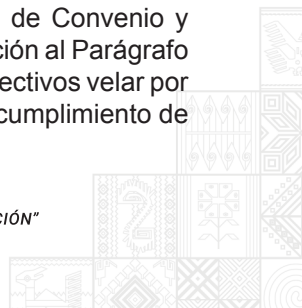 de Convenio y
ción al Parágrafo
ectivos velar por
cumplimiento de
CIÓN"